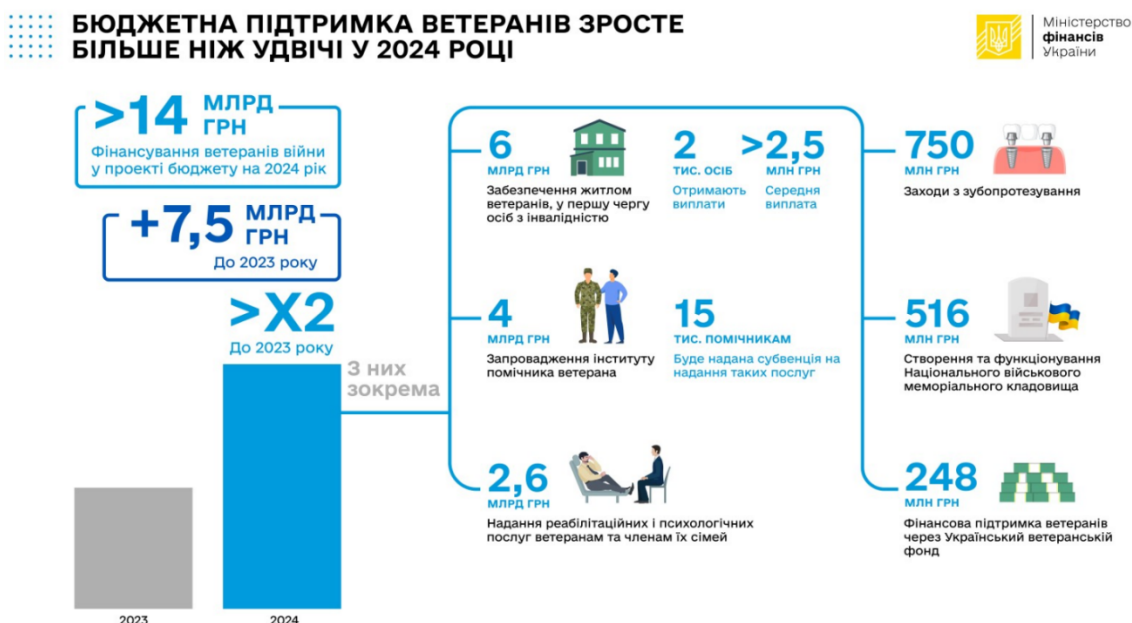 БЮДЖЕТНА ПІДТРИМКА ВЕТЕРАНІВ ЗРОСТЕ
БІЛЬШЕ НІЖ УДВІЧІ У 2024 РОЦІ
Міністерство
фінансів
України
>14 МЛРД
ГРН
Фінансування ветеранів війни
у проекті бюджету на 2024 рік
+7,5 МЛРД
ГРН
До 2023 року
>X2
До 2023 року
2023
2024
З них
зокрема
6
МЛРД ГРН
Забезпечення житлом
ветеранів, у першу чергу
осіб з інвалідністю
2
ТИС. ОСІБ
Отримають
виплати
>2,5
МЛН ГРН
Середня
виплата
4
МЛРД ГРН
Запровадження інституту
помічника ветерана
15
ТИС. ПОМІЧНИКАМ
Буде надана субвенція на
надання таких послуг
2,6
МЛРД ГРН
Надання реабілітаційних і психологічних
послуг ветеранам та членам їх сімей
750
МЛН ГРН
Заходи з зубопротезування
516
МЛН ГРН
Створення та функціонування
Національного військового
меморіального кладовища
248
МЛН ГРН
Фінансова підтримка ветеранів
через Український ветеранській
фонд